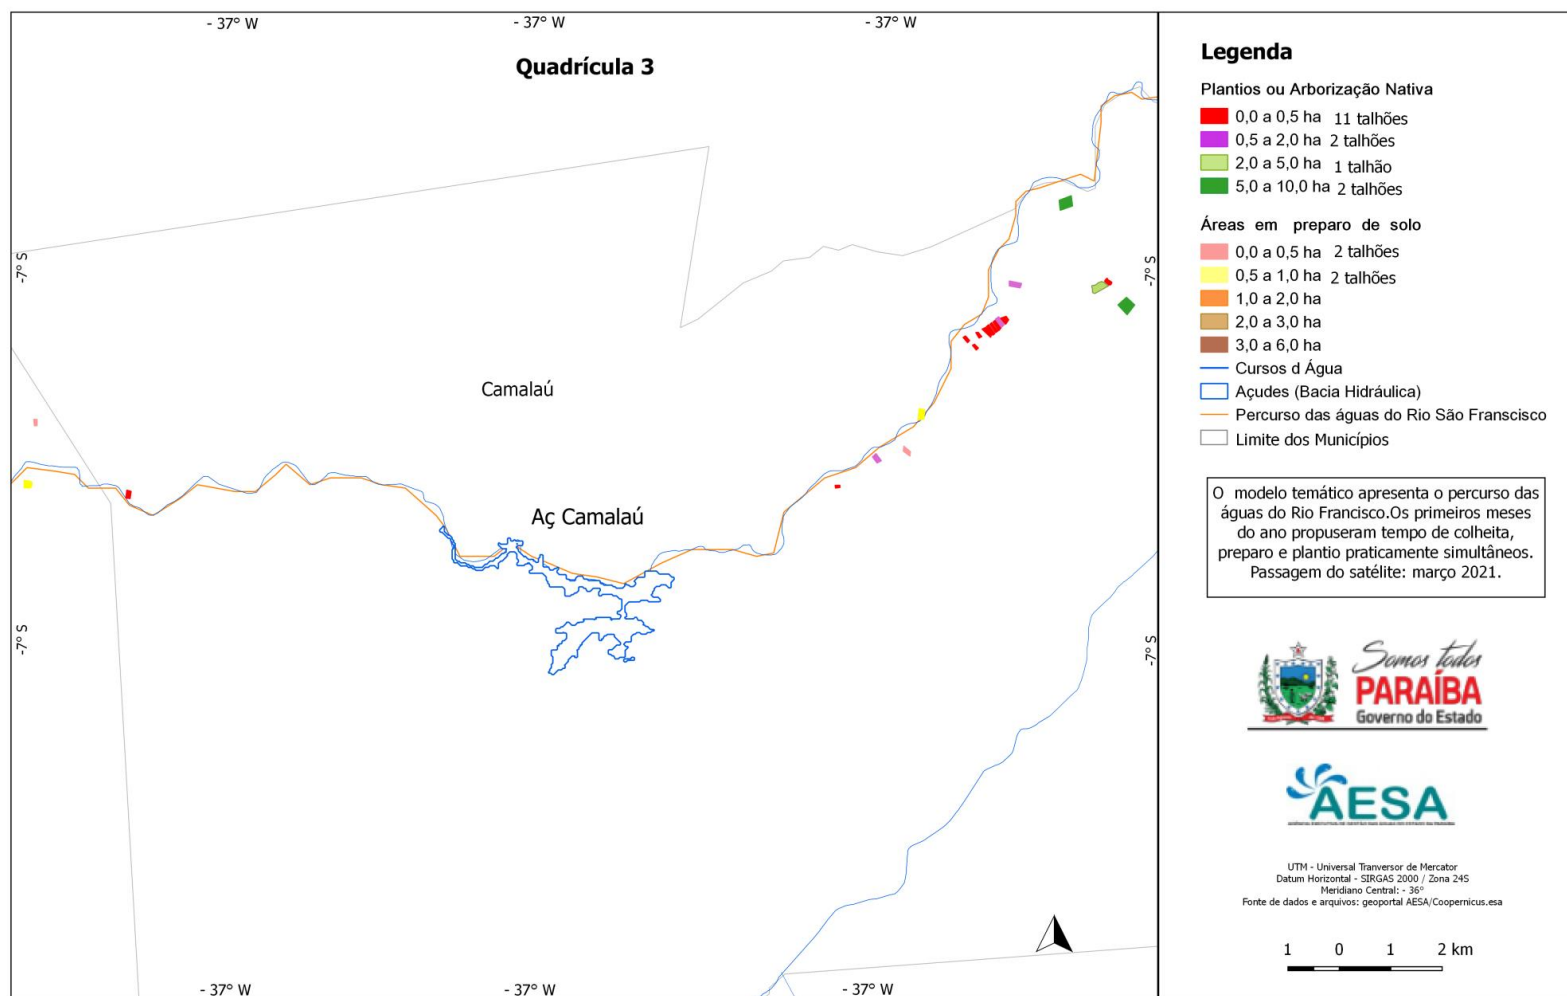 - 37° W
- 37° W
- 37° W
Quadrícula 3
-7° S
-7° S
Camalaú
Aç Camalaú
-7° S
-7° S
- 37° W
- 37° W
- 37° W
Legenda
Plantios ou Arborização Nativa
0,0 a 0,5 ha 11 talhões
0,5 a 2,0 ha 2 talhões
2,0 a 5,0 ha 1 talhão
5,0 a 10,0 ha 2 talhões
Áreas em preparo de solo
0,0 a 0,5 ha 2 talhões
0,5 a 1,0 ha 2 talhões
1,0 a 2,0 ha
2,0 a 3,0 ha
3,0 a 6,0 ha
Cursos d Água
Açudes (Bacia Hidráulica)
Percurso das águas do Rio São Franscisco
Limite dos Municípios
O modelo temático apresenta o percurso das
águas do Rio Francisco.Os primeiros meses
do ano propuseram tempo de colheita,
preparo e plantio praticamente simultâneos.
Passagem do satélite: março 2021.
Somos todos
PARAÍBA
Governo do Estado
AESA
UTM - Universal Tranversor de Mercator
Datum Horizontal - SIRGAS 2000 / Zona 24S
Meridiano Central: - 36°
Fonte de dados e arquivos: geoportal AESA/Coopernicus.esa
1 0 1 2 km